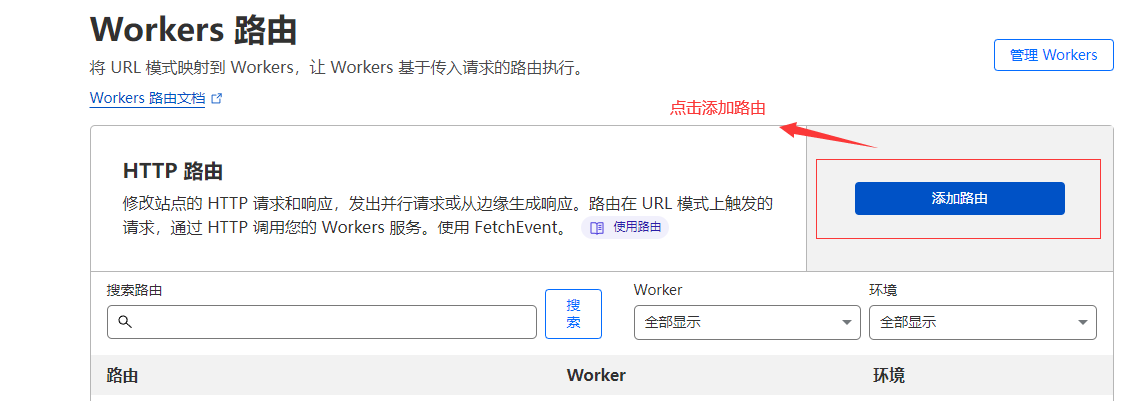 Workers 路由
将 URL 模式映射到 Workers，让 Workers 基于传入请求的路由执行。
管理 Workers
Workers 路由文档
点击添加路由
HTTP 路由
修改站点的 HTTP 请求和响应，发出并行请求或从边缘生成响应。路由在 URL 模式上触发的
请求，通过 HTTP 调用您的 Workers 服务。使用 FetchEvent。 使用路由
添加路由
搜索路由
搜
索
Worker
全部显示
环境
全部显示
路由
Worker
环境